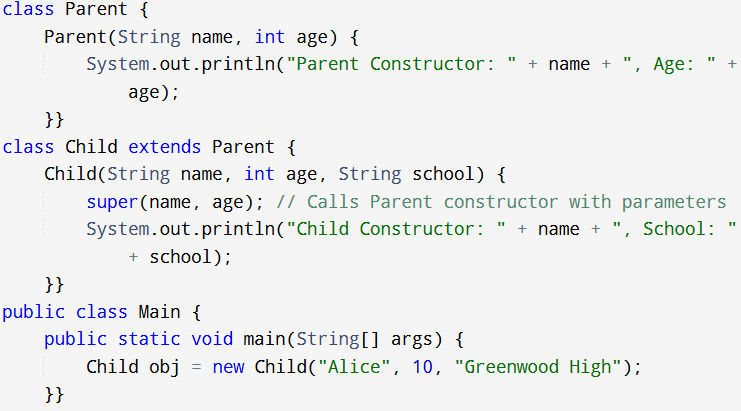 class Parent {
Parent(String name, int age) {
System.out.println("Parent Constructor: " + name + ", Age: " +
age);
}}
class Child extends Parent {
Child(String name, int age, String school) {
super(name, age); // Calls Parent constructor with parameters
System.out.println("Child Constructor: " + name + ", School: "
+ school);
}}
public class Main {
public static void main(String[] args) {
Child obj = new Child("Alice", 10, "Greenwood High");
}}